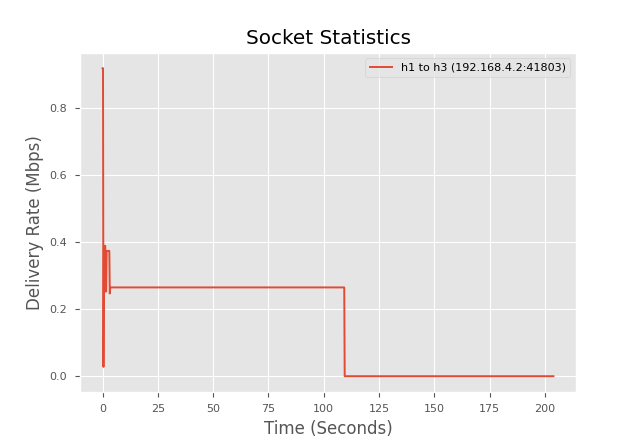 Socket Statistics
h1 to h3 (192.168.4.2:41803)
Delivery Rate (Mbps)
0.8
0.6
0.4
0.2
0.0
0 25 50 75 100 125 150 175 200
Time (Seconds)